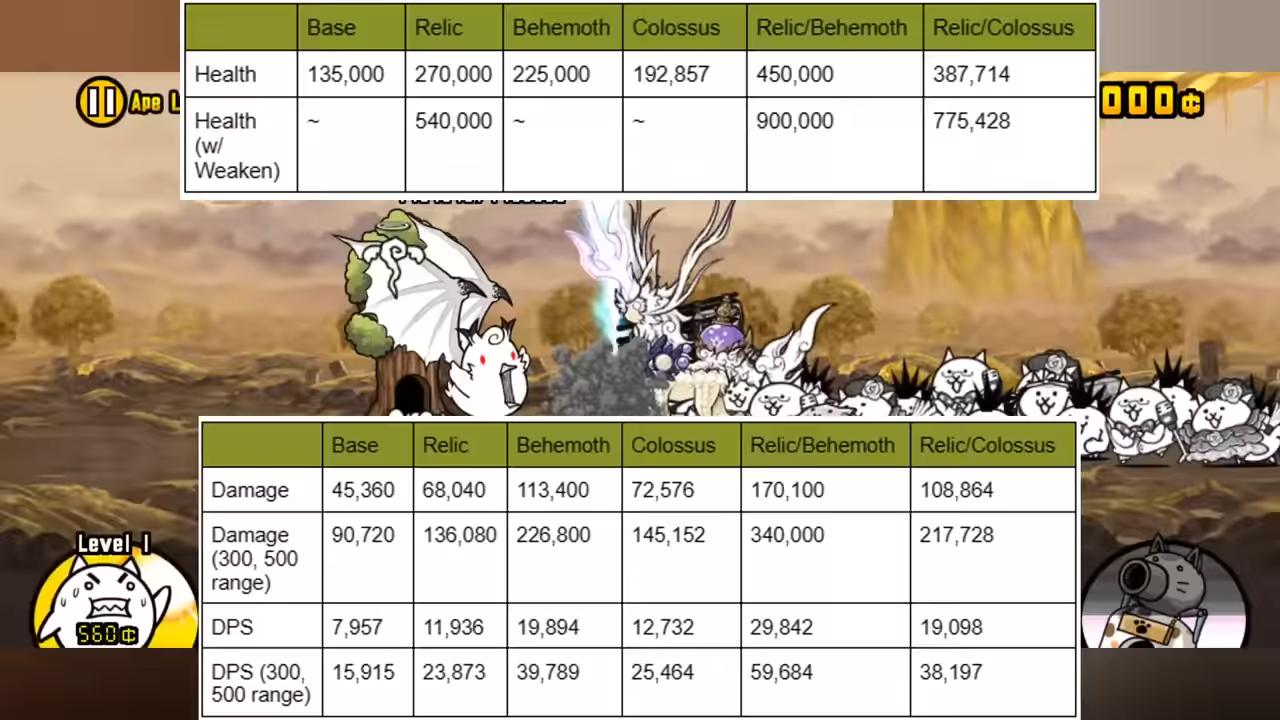 Base Relic Behemoth Colossus Relic/Behemoth Relic/Colossus
Health 135,000 270,000 225,000 192,857 450,000 387,714
Health (w/ Weaken) ~ 540,000 ~ ~ 900,000 775,428
Ape L
000¢
Base Relic Behemoth Colossus Relic/Behemoth Relic/Colossus
Damage 45,360 68,040 113,400 72,576 170,100 108,864
Damage (300, 500 range) 90,720 136,080 226,800 145,152 340,000 217,728
DPS 7,957 11,936 19,894 12,732 29,842 19,098
DPS (300, 500 range) 15,915 23,873 39,789 25,464 59,684 38,197
Level 1
560¢